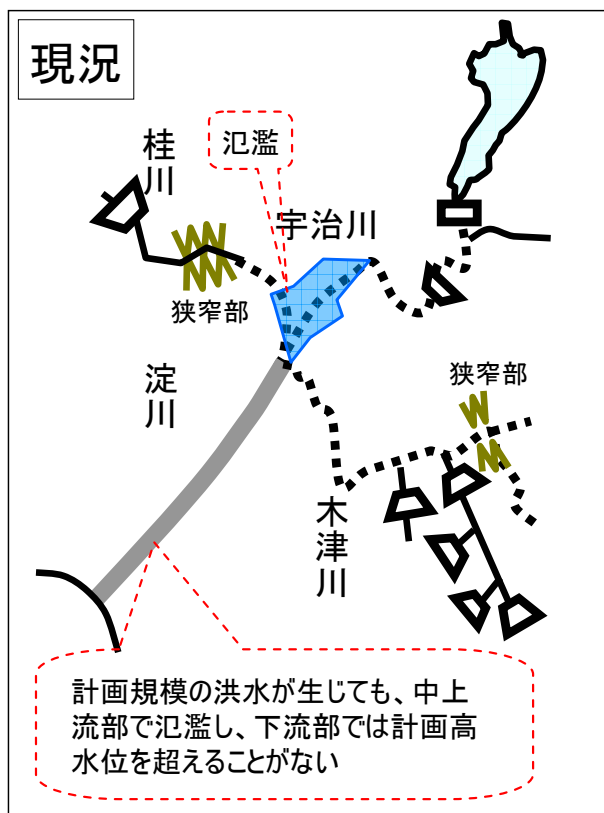 現況
氾濫
桂川
宇治川
狭窄部
淀川
狭窄部
木津川
計画規模の洪水が生じても、中上
流部で氾濫し、下流部では計画高
水位を超えることがない